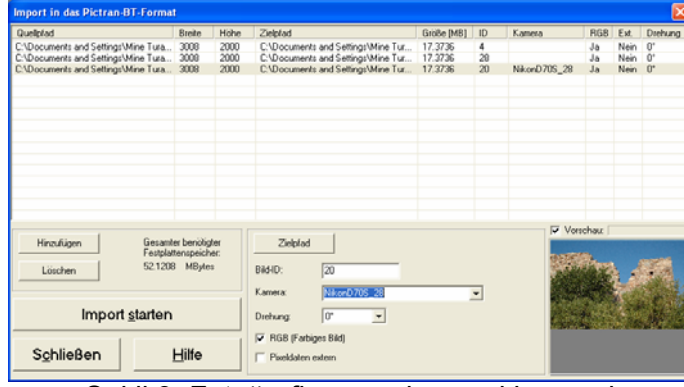 Import in das Pictran-BT-Format
Quellpfad Breite Höhe Zielpfad Größe [MB] ID Kamera RGB Ext. Drehung
C:\Documents and Settings\Mine Tura... 3008 2000 C:\Documents and Settings\Mine Tur... 17.3736 4 Ja Nein 0°
C:\Documents and Settings\Mine Tura... 3008 2000 C:\Documents and Settings\Mine Tur... 17.3736 20 Ja Nein 0°
C:\Documents and Settings\Mine Tura... 3008 2000 C:\Documents and Settings\Mine Tur... 17.3736 20 NikonD70S_28 Ja Nein 0°
Hinzufügen
Löschen
Gesamter benötigter
Festplattenspeicher:
52.1208 MBytes
Import starten
Schließen
Hilfe
Zielpfad
Bild-ID: 20
Kamera: NikonD70S_28
Drehung: 0°
RGB (Farbiges Bild)
Pixeldaten extern
Vorschau: